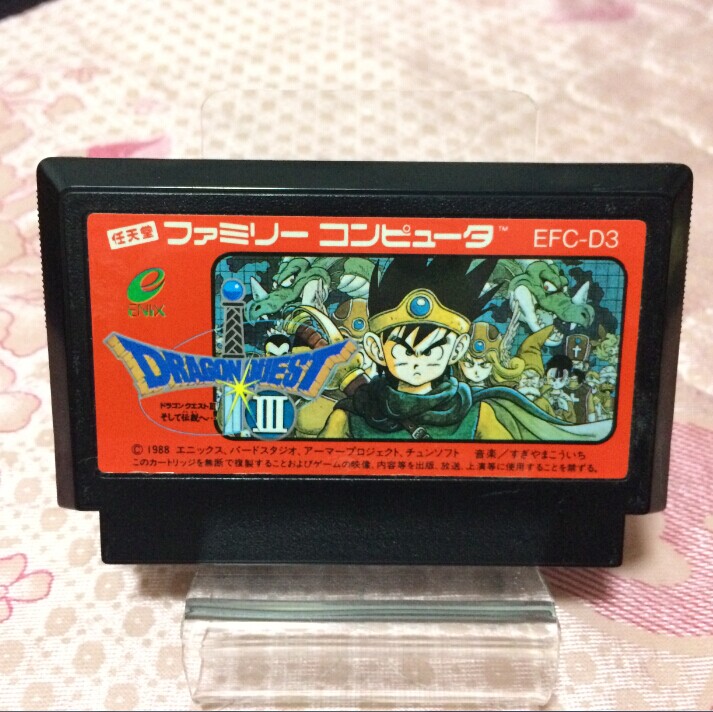 任天堂 ファミリー コンピュータ™ EFC-D3
ENIX
DRAGON QUEST
III
ドラゴンクエストIII
そして伝説へ…
© 1988 エニックス、バードスタジオ、アーマープロジェクト、チュンソフト 音楽/すぎやまこういち
このカートリッジを無断で複製することおよびゲームの映像、内容等を出版、放送、上演等に使用することを禁ずる。